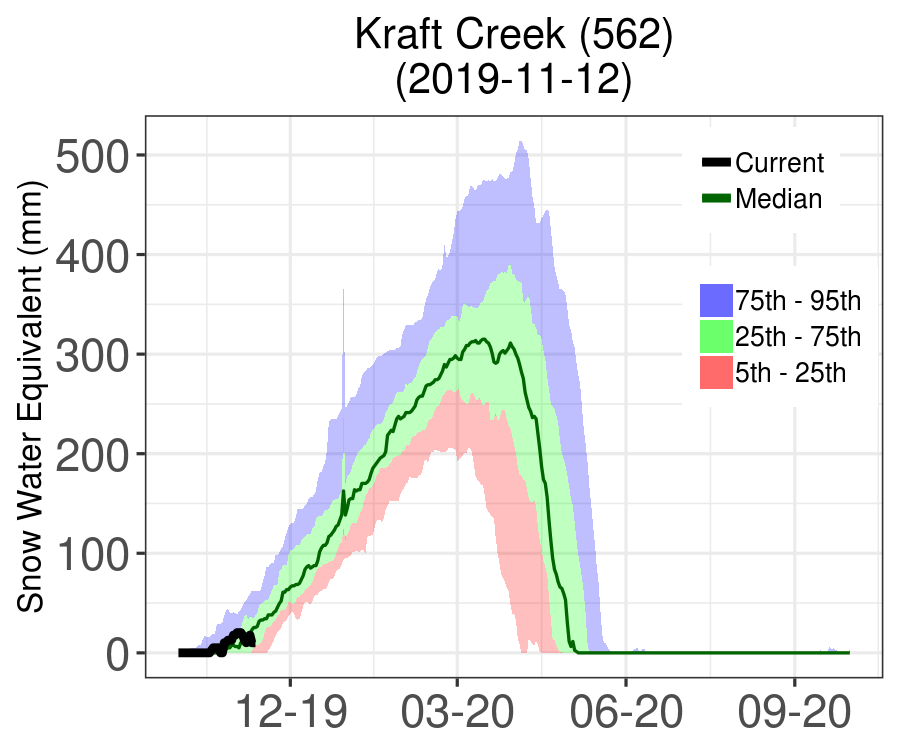 Kraft Creek (562)
(2019-11-12)
Snow Water Equivalent (mm)
500
400
300
200
100
0
12-19
03-20
06-20
09-20
Current
Median
75th - 95th
25th - 75th
5th - 25th